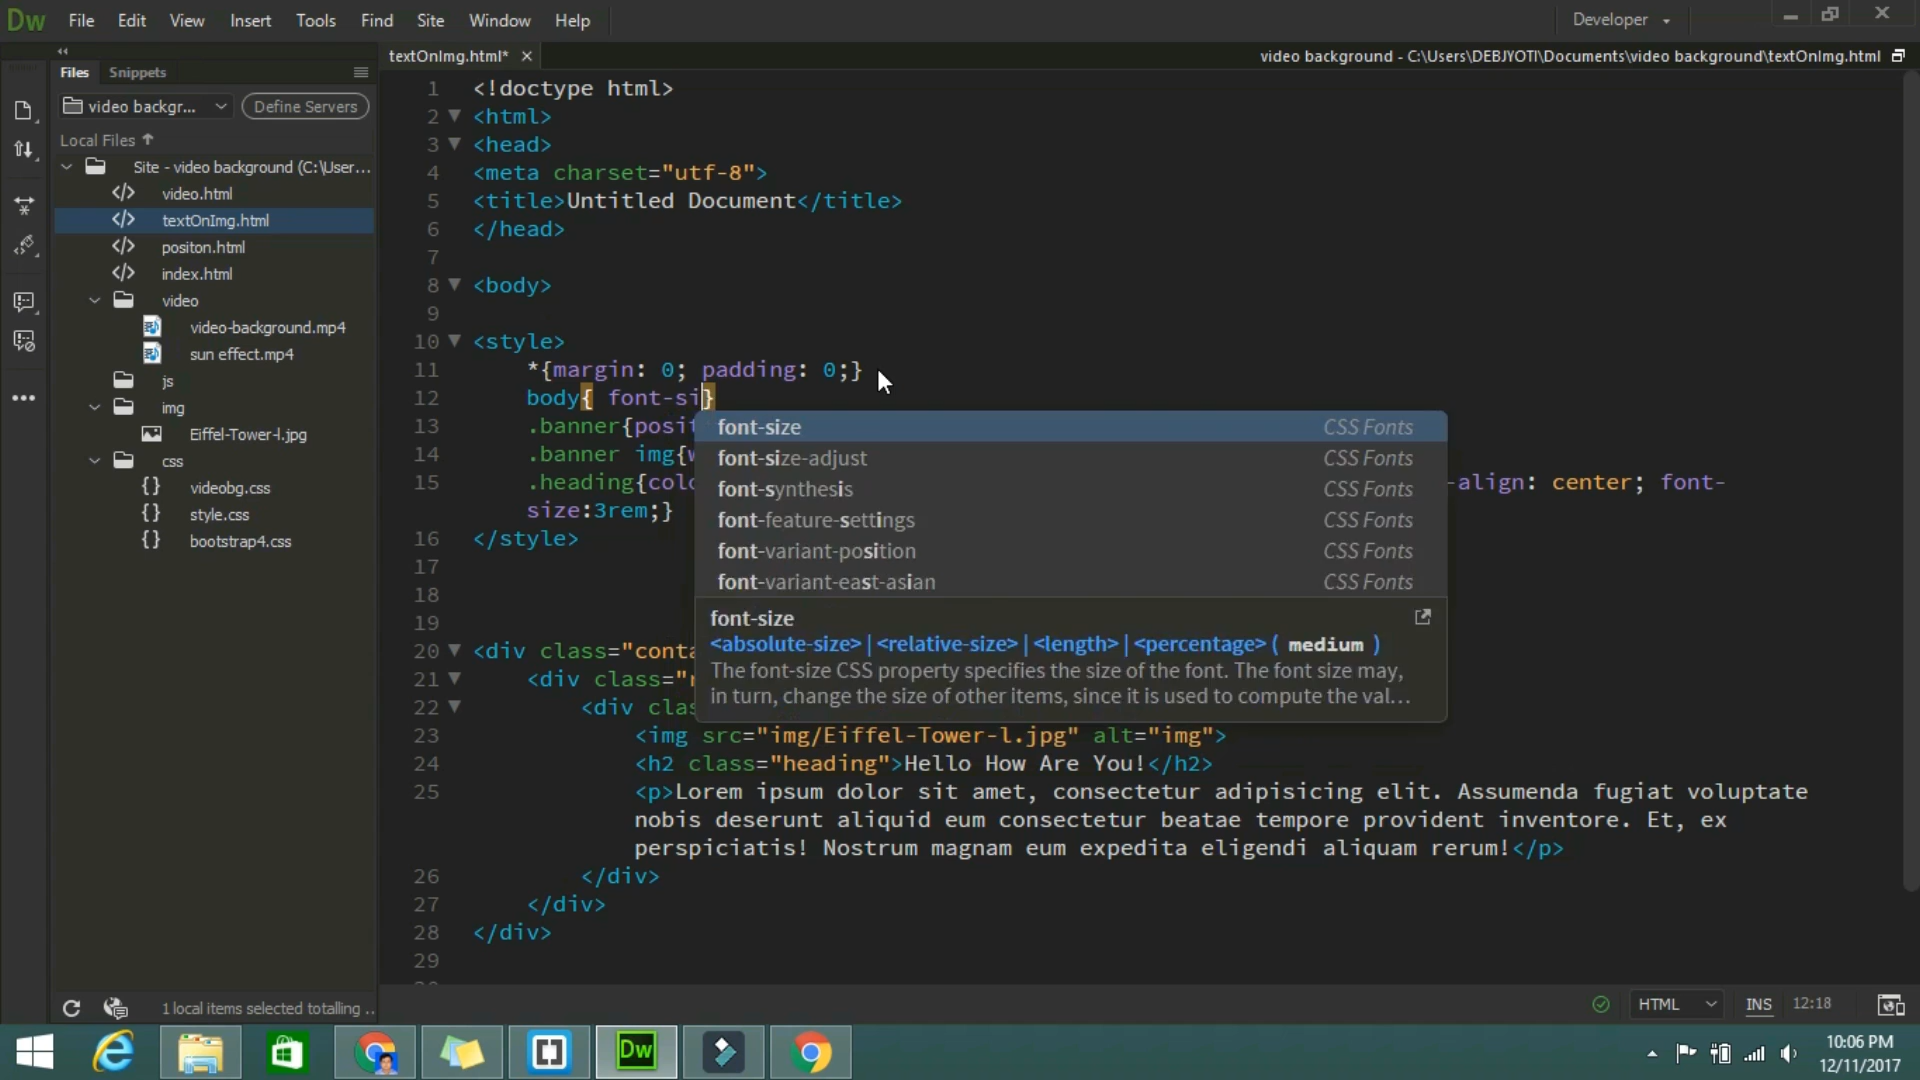 Dw File Edit View Insert Tools Find Site Window Help Developer
Files Snippets
textOnImg.html* video background - C:\Users\DEBJYOTI\Documents\video background\textOnImg.html
video backgr... Define Servers
Local Files
Site - video background (C:\User...
video.html
textOnImg.html
positon.html
index.html
video
video-background.mp4
sun effect.mp4
js
img
Eiffel-Tower-l.jpg
css
videobg.css
style.css
bootstrap4.css
1 local items selected totalling ..
1 <!doctype html>
2 <html>
3 <head>
4 <meta charset="utf-8">
5 <title>Untitled Document</title>
6 </head>
7
8 <body>
9
10 <style>
11 *{margin: 0; padding: 0;}
12 body{ font-si}
13 .banner{posit
14 .banner img{w
15 .heading{colo -align: center; font-
size:3rem;}
16 </style>
17
18
19
20 <div class="conta
21 <div class="r
22 <div clas
23 <img src="img/Eiffel-Tower-l.jpg" alt="img">
24 <h2 class="heading">Hello How Are You!</h2>
25 <p>Lorem ipsum dolor sit amet, consectetur adipisicing elit. Assumenda fugiat voluptate
nobis deserunt aliquid eum consectetur beatae tempore provident inventore. Et, ex
perspiciatis! Nostrum magnam eum expedita eligendi aliquam rerum!</p>
26 </div>
27 </div>
28 </div>
29
font-size CSS Fonts
font-size-adjust CSS Fonts
font-synthesis CSS Fonts
font-feature-settings CSS Fonts
font-variant-position CSS Fonts
font-variant-east-asian CSS Fonts
font-size
<absolute-size> | <relative-size> | <length> | <percentage> ( medium )
The font-size CSS property specifies the size of the font. The font size may,
in turn, change the size of other items, since it is used to compute the val...
HTML INS 12:18
Dw
10:06 PM
12/11/2017